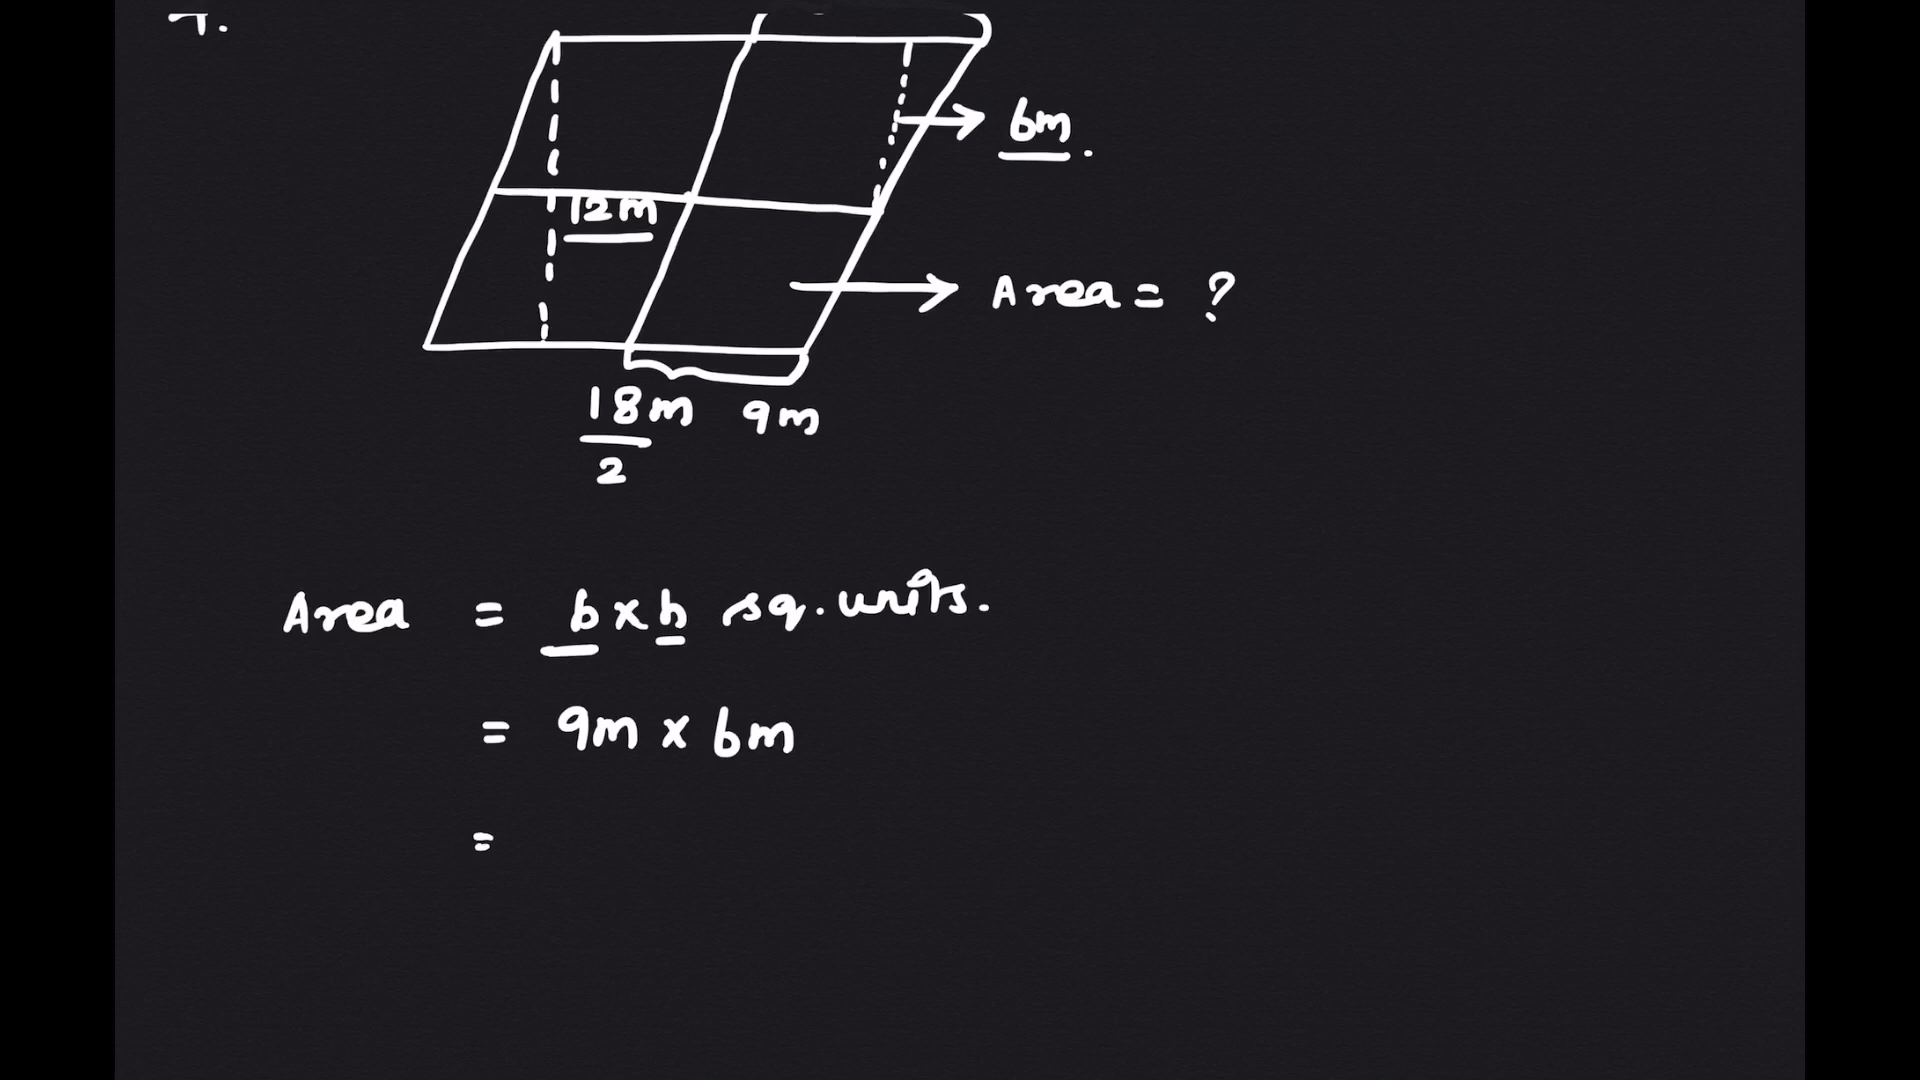 6m.
12m
Area = ?
18m 9m
2
Area = b x h sq. units.
= 9m x 6m
=